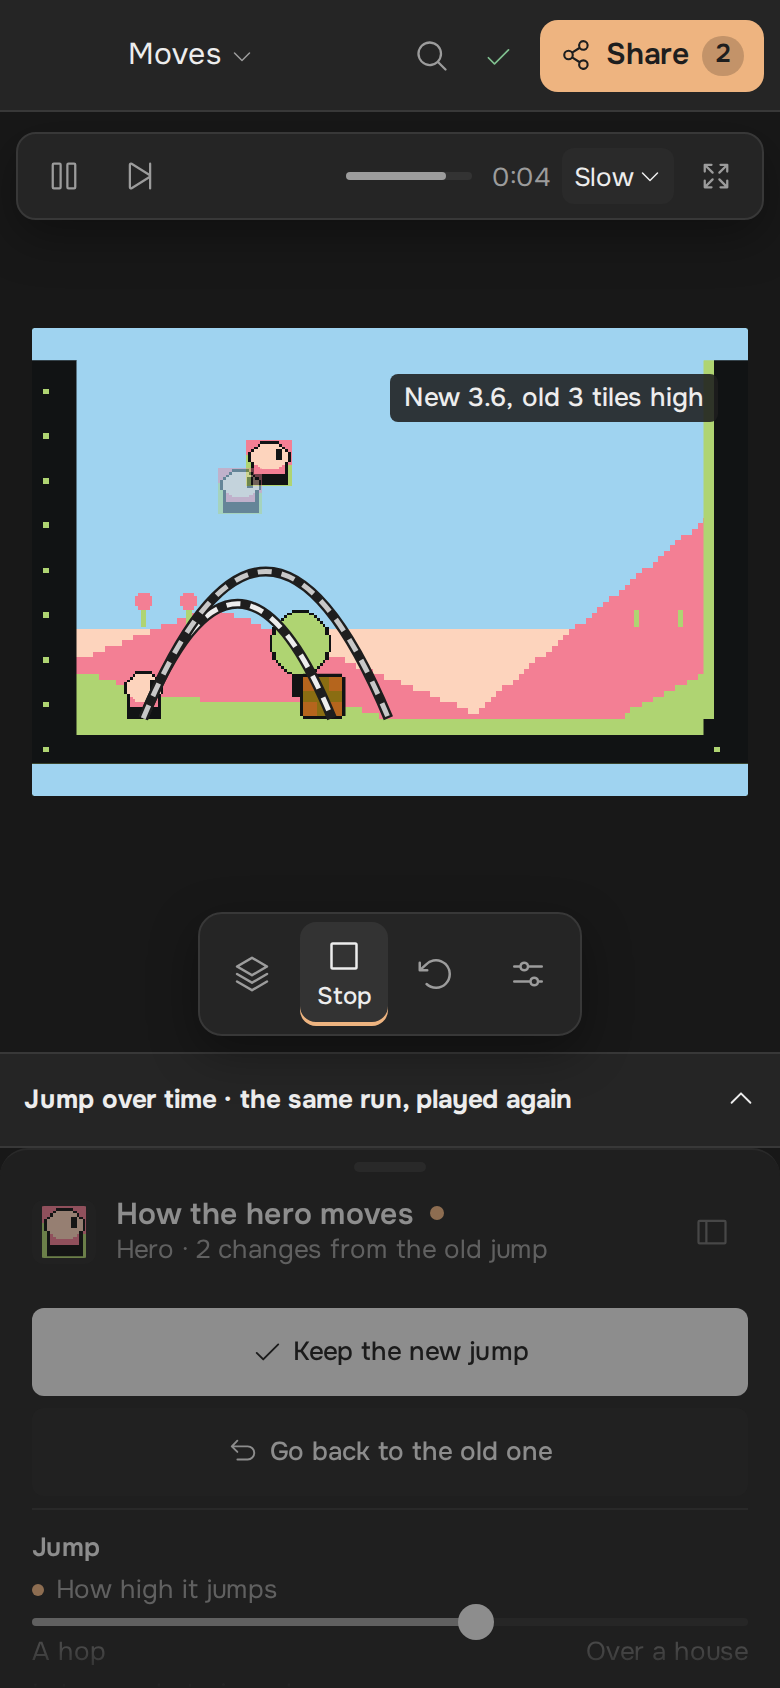 Moves
Share 2
0:04
Slow
New 3.6, old 3 tiles high
Stop
Jump over time · the same run, played again
How the hero moves
Hero · 2 changes from the old jump
Keep the new jump
Go back to the old one
Jump
How high it jumps
A hop
Over a house